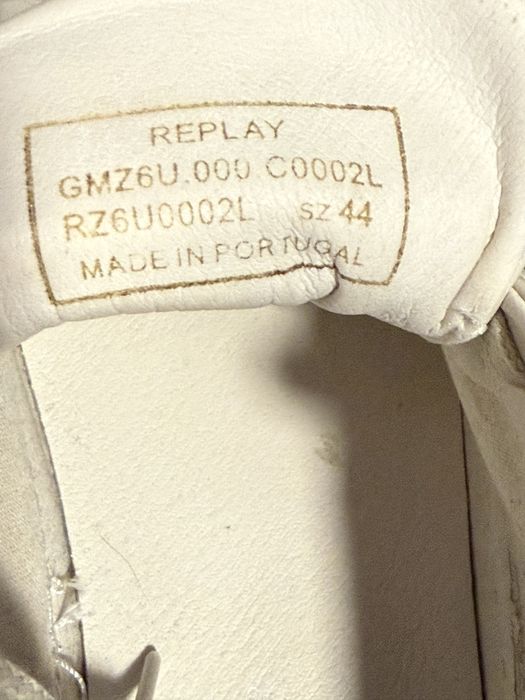 REPLAY
GMZ6U.000 C0002L
RZ6U0002L SZ 44
MADE IN PORTUGAL